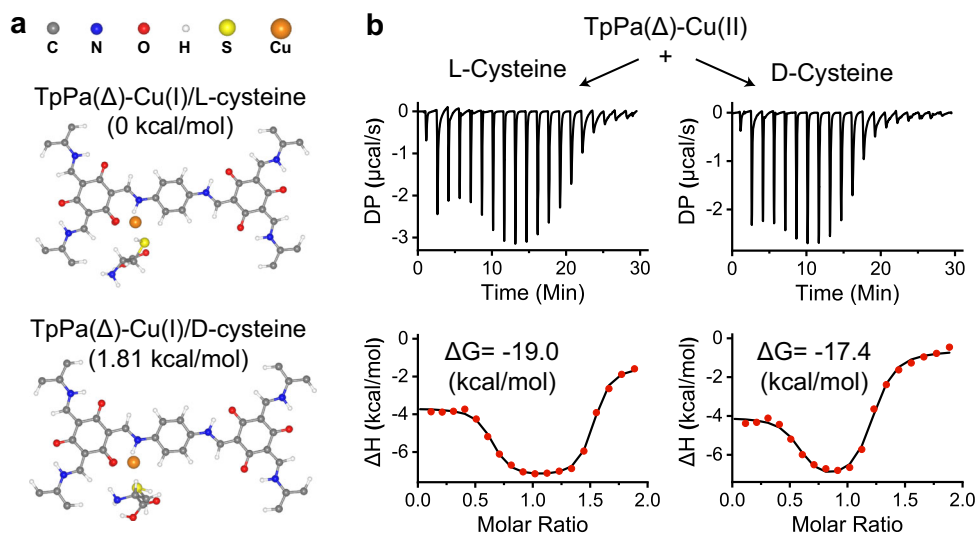 a
C N O H S Cu
TpPa(Δ)-Cu(I)/L-cysteine
(0 kcal/mol)
TpPa(Δ)-Cu(I)/D-cysteine
(1.81 kcal/mol)
b
TpPa(Δ)-Cu(II)
+
L-Cysteine
D-Cysteine
DP (μcal/s)
0
-1
-2
-3
0 10 20 30
Time (Min)
DP (μcal/s)
0
-1
-2
0 10 20 30
Time (Min)
ΔH (kcal/mol)
0
-2
-4
-6
ΔG= -19.0
(kcal/mol)
0.0 0.5 1.0 1.5 2.0
Molar Ratio
ΔH (kcal/mol)
0
-2
-4
-6
ΔG= -17.4
(kcal/mol)
0.0 0.5 1.0 1.5 2.0
Molar Ratio